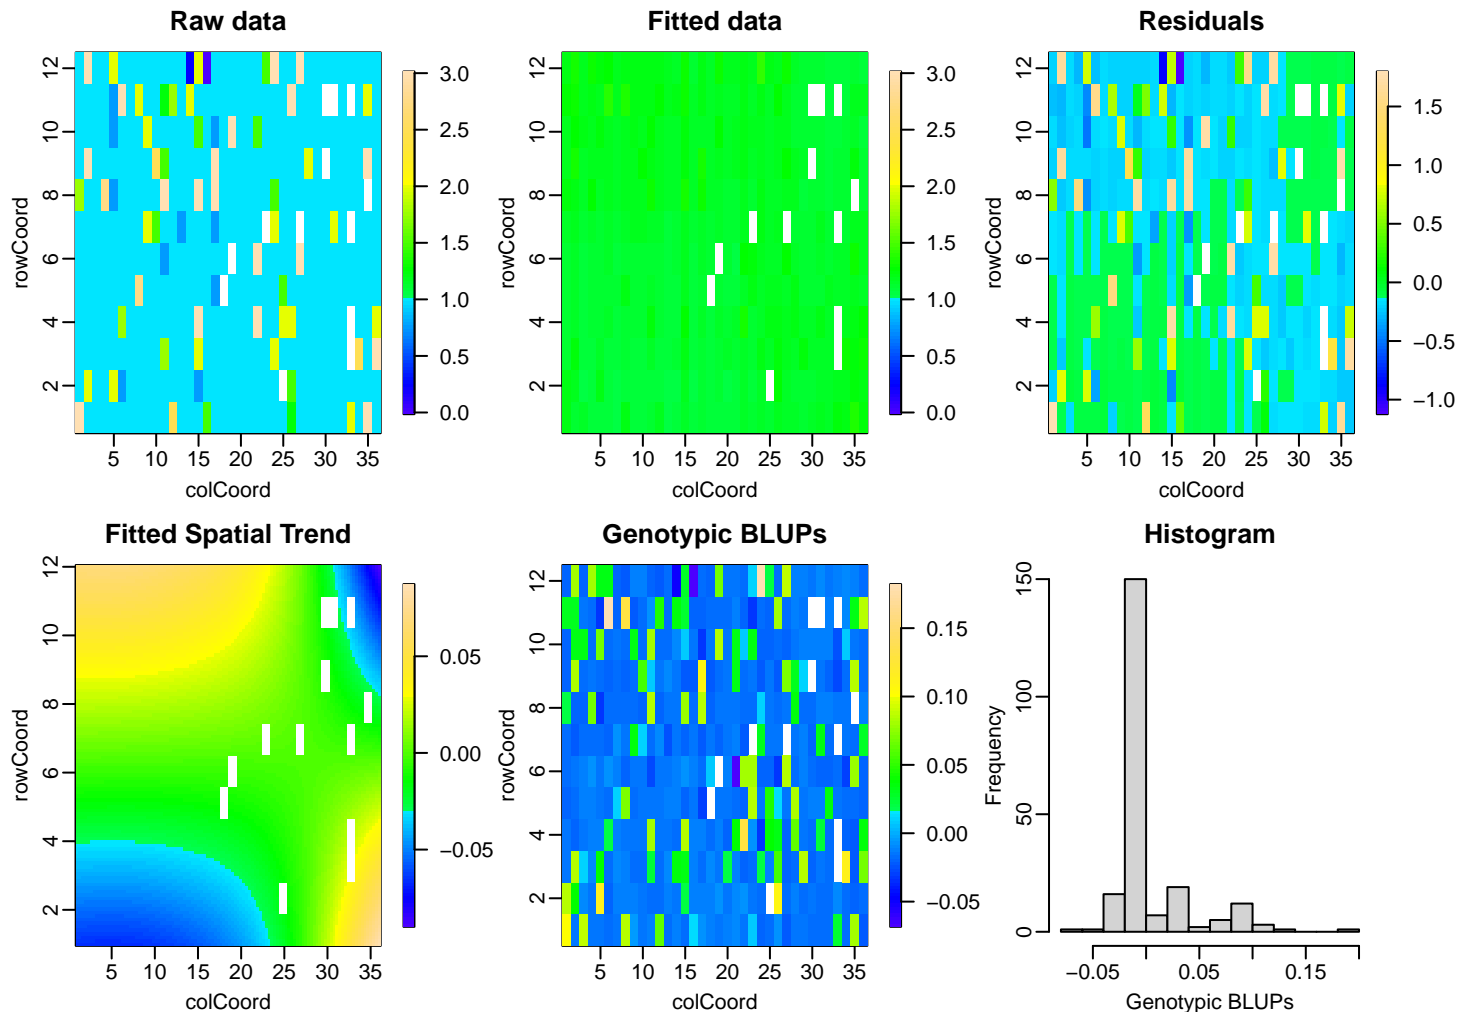 Raw data
Fitted data
Residuals
rowCoord
2 4 6 8 10 12
5 10 15 20 25 30 35
colCoord
0.0 0.5 1.0 1.5 2.0 2.5 3.0
rowCoord
2 4 6 8 10 12
5 10 15 20 25 30 35
colCoord
0.0 0.5 1.0 1.5 2.0 2.5 3.0
rowCoord
2 4 6 8 10 12
5 10 15 20 25 30 35
colCoord
−1.0 −0.5 0.0 0.5 1.0 1.5
Fitted Spatial Trend
Genotypic BLUPs
Histogram
rowCoord
2 4 6 8 10 12
5 10 15 20 25 30 35
colCoord
−0.05 0.00 0.05
rowCoord
2 4 6 8 10 12
5 10 15 20 25 30 35
colCoord
−0.05 0.00 0.05 0.10 0.15
Frequency
0 50 100 150
−0.05 0.05 0.15
Genotypic BLUPs